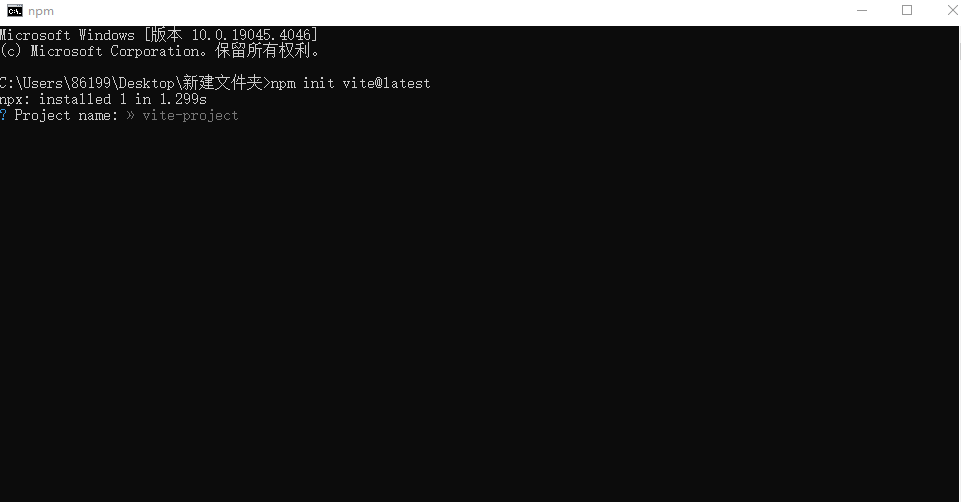 npm
Microsoft Windows [版本 10.0.19045.4046]
(c) Microsoft Corporation。保留所有权利。
C:\Users\86199\Desktop\新建文件夹>npm init vite@latest
npx: installed 1 in 1.299s
? Project name: » vite-project